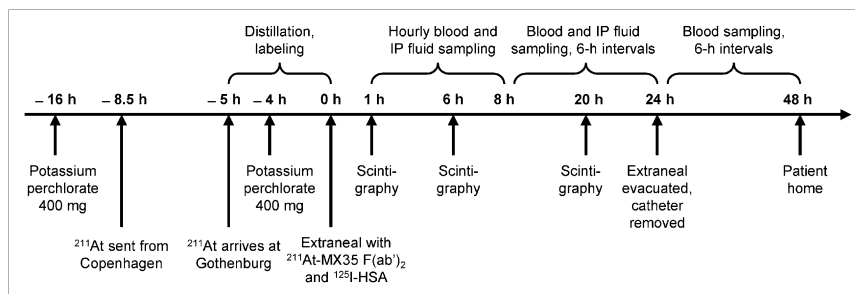 Distillation,
labeling
Hourly blood and
IP fluid sampling
Blood and IP fluid
sampling, 6-h intervals
Blood sampling,
6-h intervals
– 16 h
– 8.5 h
– 5 h
– 4 h
0 h
1 h
6 h
8 h
20 h
24 h
48 h
Potassium
perchlorate
400 mg
Potassium
perchlorate
400 mg
Scinti-
graphy
Scinti-
graphy
Scinti-
graphy
Extraneal
evacuated,
catheter
removed
Patient
home
²¹¹At sent from
Copenhagen
²¹¹At arrives at
Gothenburg
Extraneal with
²¹¹At-MX35 F(ab’)₂
and ¹²⁵I-HSA